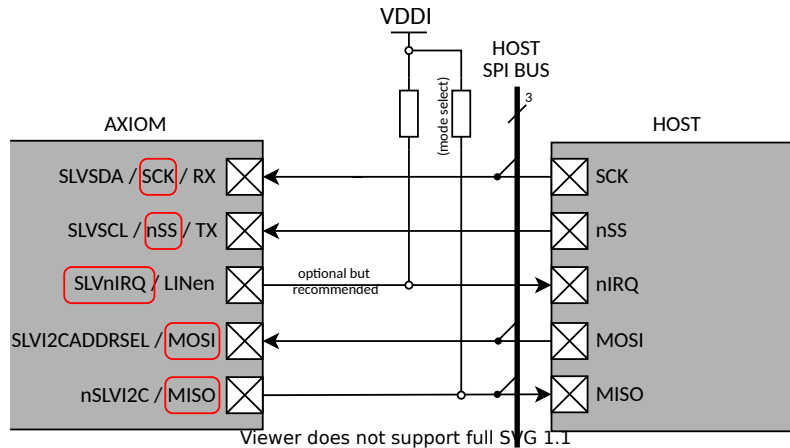 VDDI
HOST
SPI BUS
3
(mode select)
AXIOM
HOST
SLVSDA / SCK / RX
SCK
SLVSCL / nSS / TX
nSS
SLVnIRQ / LINen
optional but
recommended
nIRQ
SLVI2CADDRSEL / MOSI
MOSI
nSLVI2C / MISO
MISO
Viewer does not support full SVG 1.1